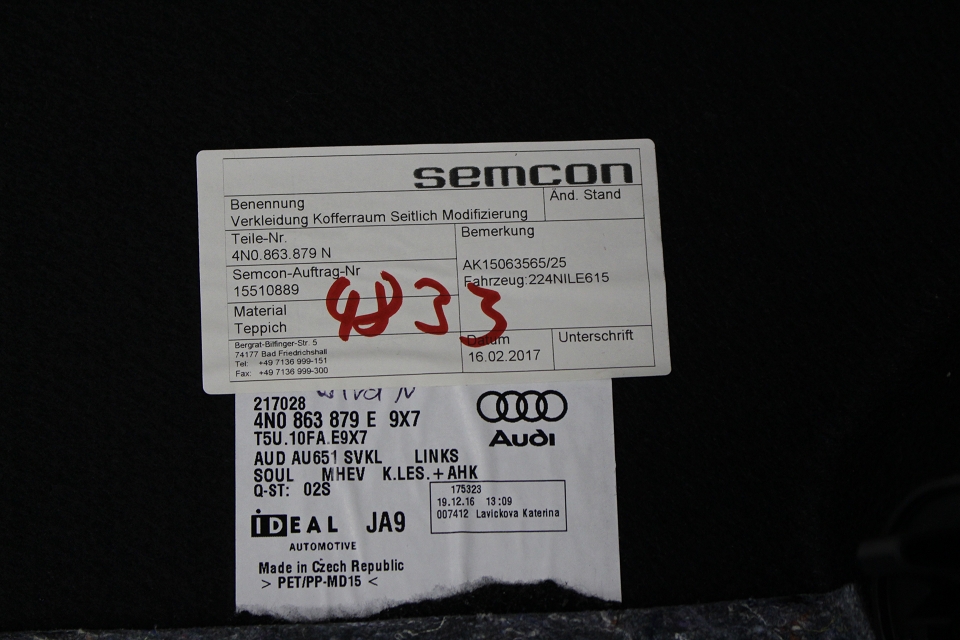 semcon
Benennung
Verkleidung Kofferraum Seitlich Modifizierung
Änd. Stand
Teile-Nr.
4N0.863.879 N
Bemerkung
AK15063565/25
Fahrzeug:224NILE615
Semcon-Auftrag-Nr
15510889
Material
Teppich
33
Bergrat-Bilfinger-Str. 5
74177 Bad Friedrichshall
Tel: +49 7136 999-151
Fax: +49 7136 999-300
Datum
16.02.2017
Unterschrift
wird N
217028
4N0 863 879 E 9X7
T5U.10FA.E9X7
AUD AU651 SVKL LINKS
SOUL MHEV K.LES.+AHK
Q-ST: 02S
Audi
175323
19.12.16 13:09
007412 Lavickova Katerina
IDEAL JA9
AUTOMOTIVE
Made in Czech Republic
> PET/PP-MD15 <